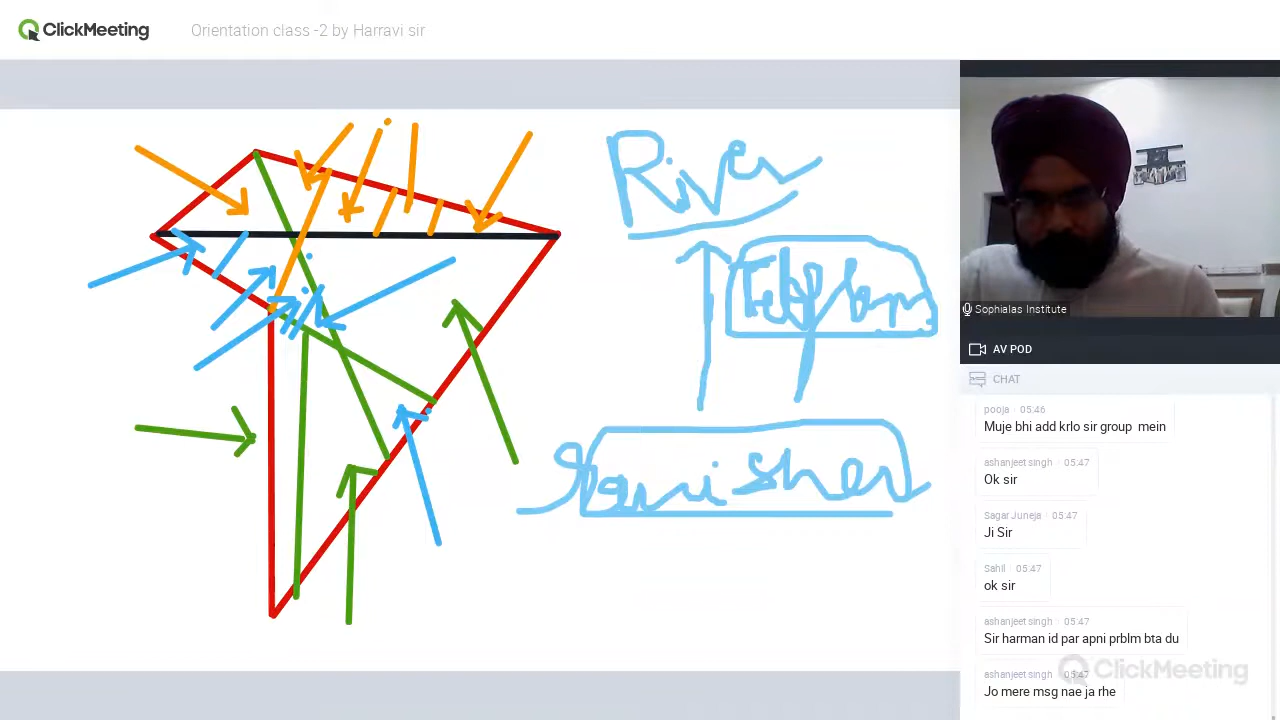 ClickMeeting
Orientation class -2 by Harravi sir
River
Sophialas Institute
AV POD
CHAT
pooja 05:46
Muje bhi add krlo sir group mein
ashanjeet singh 05:47
Ok sir
Sagar Juneja 05:47
Ji Sir
Sahil 05:47
ok sir
ashanjeet singh 05:47
Sir harman id par apni prblm bta du
ashanjeet singh 05:47
Jo mere msg nae ja rhe
ClickMeeting